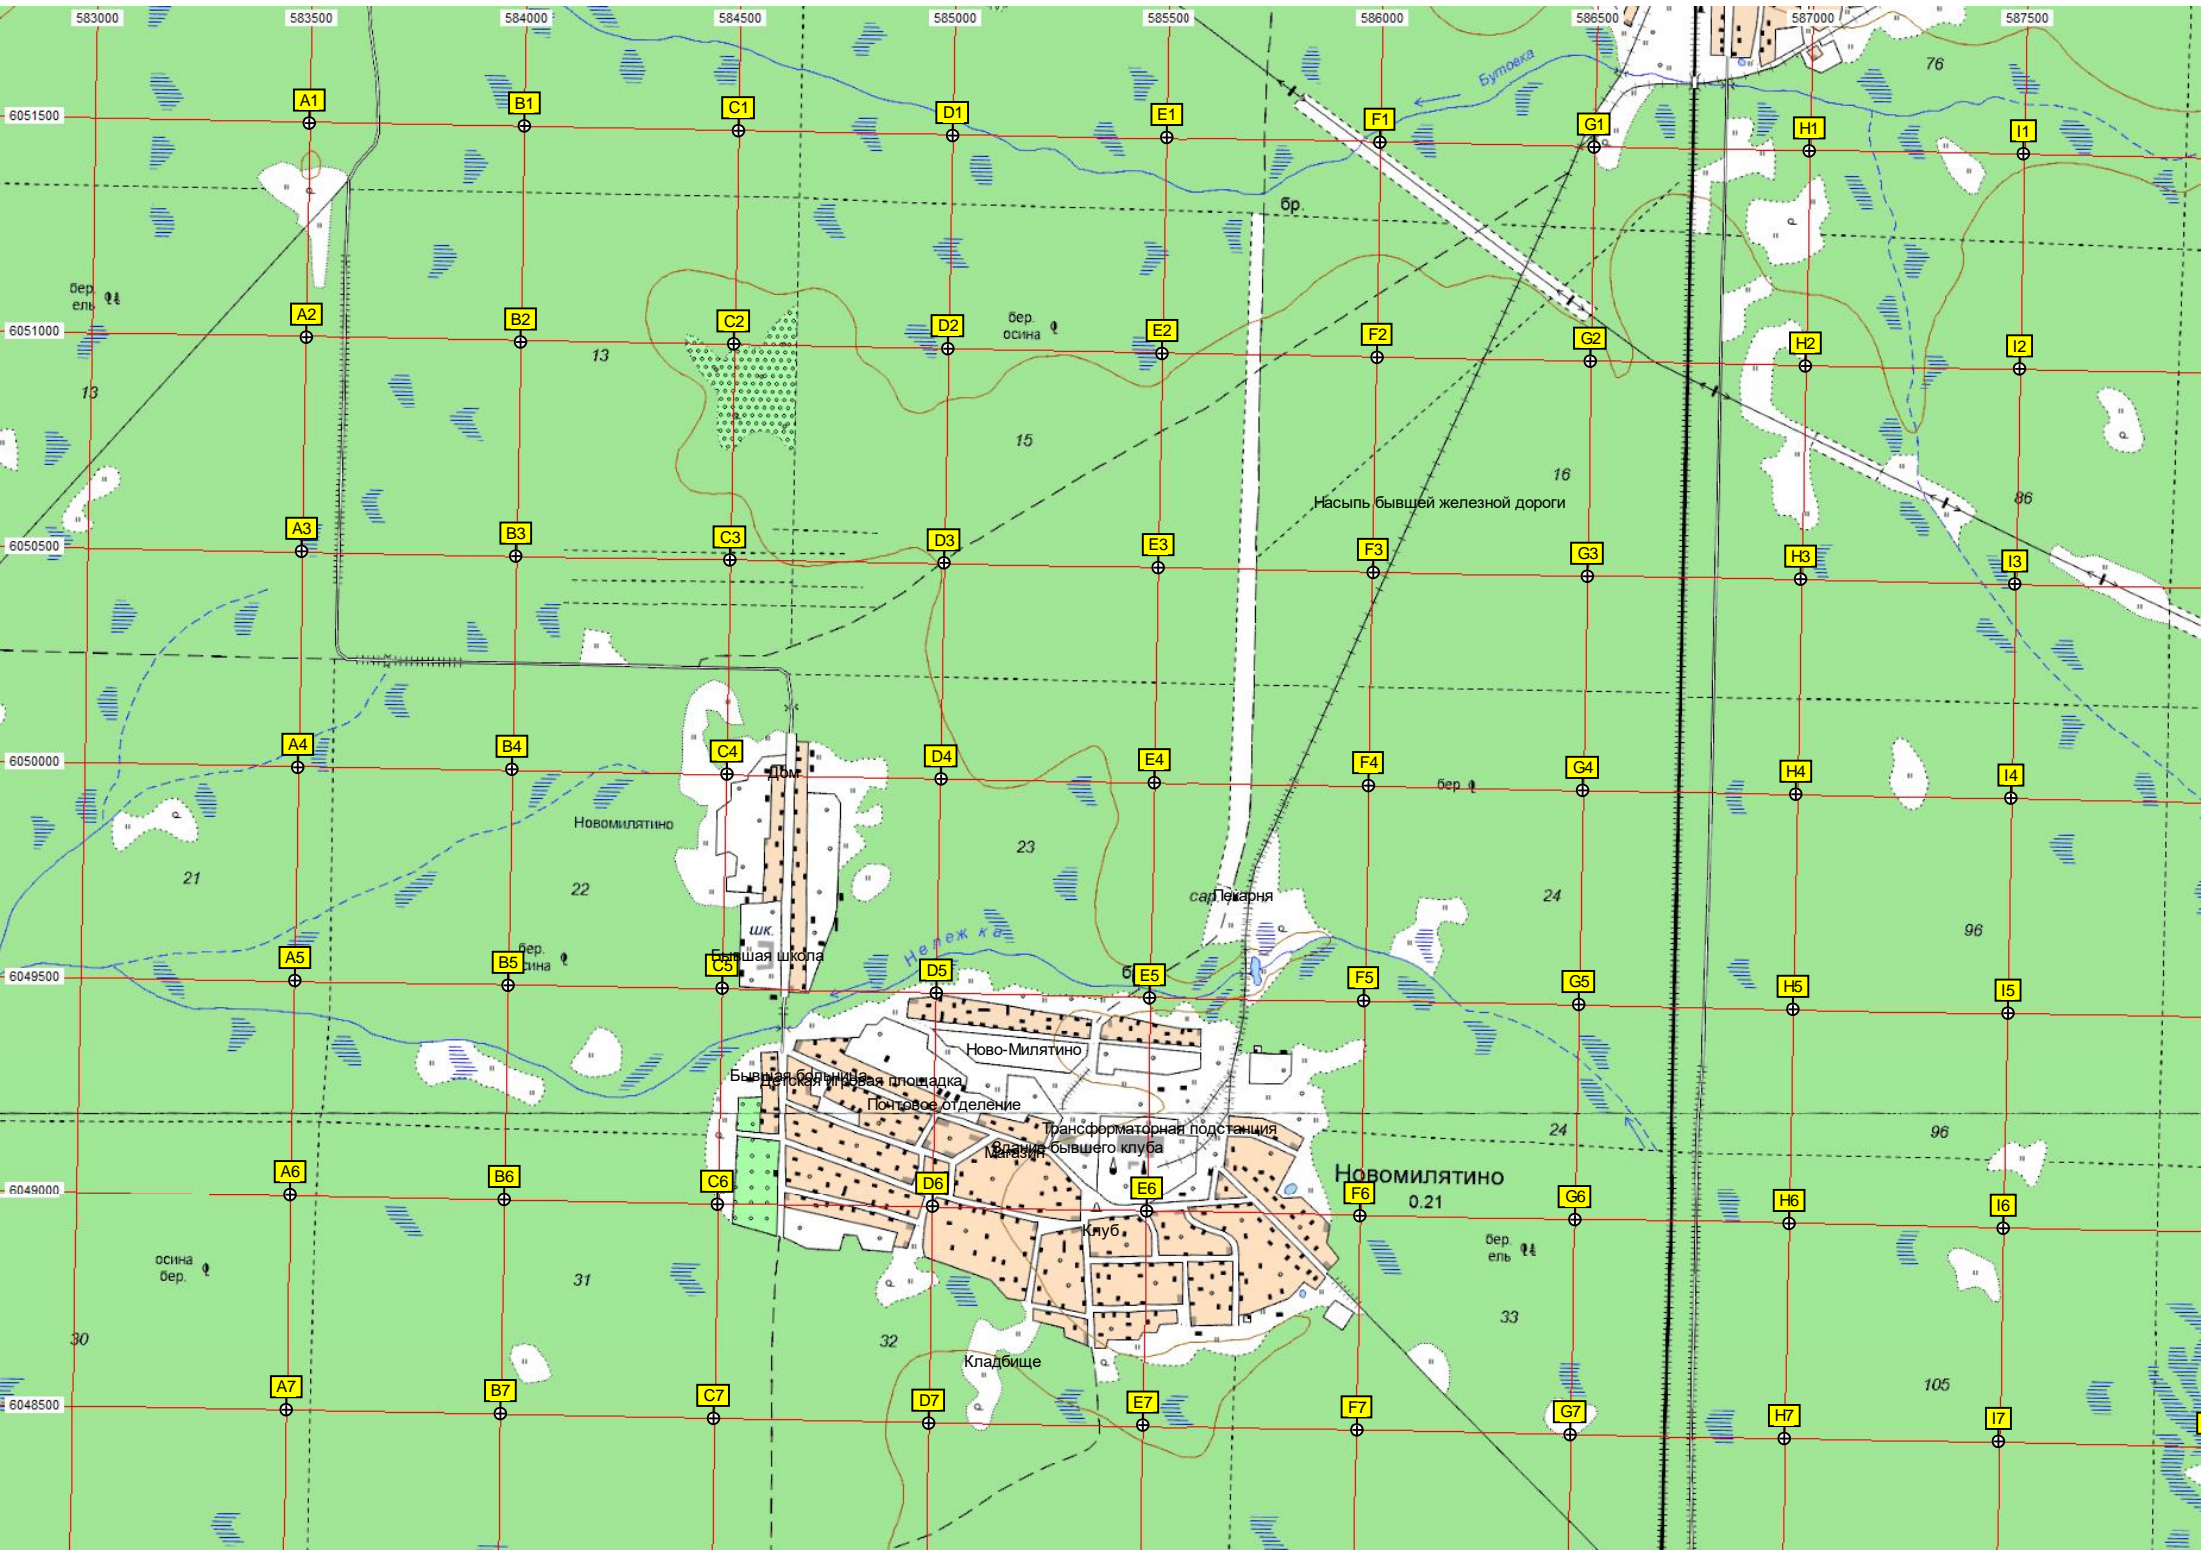 583000 583500 584000 584500 585000 585500 586000 586500 587000 587500
76
Бутовка
6051500
A1 B1 C1 D1 E1 F1 G1 H1 I1
бр.
бер.
ель
6051000
A2 B2 C2 D2 E2 F2 G2 H2 I2
бер.
осина
13
13
15
16
86
Насыпь бывшей железной дороги
6050500
A3 B3 C3 D3 E3 F3 G3 H3 I3
6050000
A4 B4 C4 D4 E4 F4 G4 H4 I4
Дом
бер.
Новомилятино
21
22
23
24
96
сар.
Пекарня
шк.
Нележка
бер.
Бывшая школа
6049500
A5 B5 C5 D5 E5 F5 G5 H5 I5
Ново-Милятино
Бывшая больница
Детская игровая площадка
Почтовое отделение
Трансформаторная подстанция
24
96
Здание бывшего клуба
Магазин
НОВОМИЛЯТИНО
0.21
6049000
A6 B6 C6 D6 E6 F6 G6 H6 I6
Клуб
бер.
ель
осина
бер.
31
30
32
33
Кладбище
105
6048500
A7 B7 C7 D7 E7 F7 G7 H7 I7